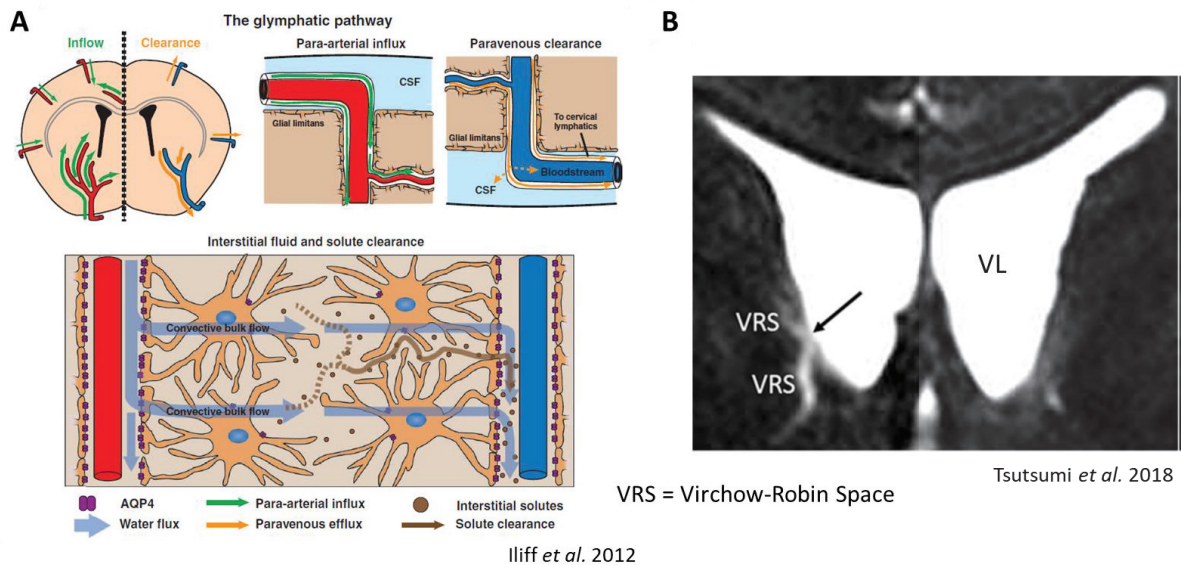 A
The glymphatic pathway
Inflow
Clearance
Para-arterial influx
CSF
Glial limitans
Paravenous clearance
Glial limitans
To cervical
lymphatics
Bloodstream
CSF
Interstitial fluid and solute clearance
Convective bulk flow
Convective bulk flow
AQP4
Para-arterial influx
Interstitial solutes
Water flux
Paravenous efflux
Solute clearance
Iliff et al. 2012
B
VL
VRS
VRS
Tsutsumi et al. 2018
VRS = Virchow-Robin Space